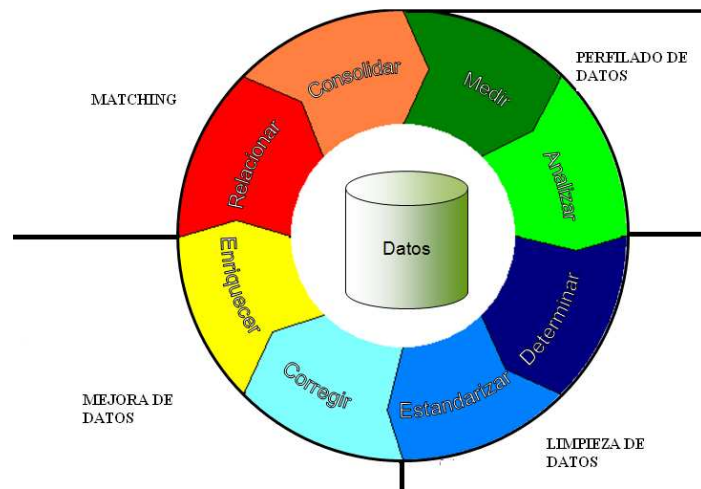 PERFILADO DE
DATOS
MATCHING
Consolidar
Medir
Analizar
Relacionar
Datos
Enriquecer
Determinar
Corregir
Estandarizar
MEJORA DE
DATOS
LIMPIEZA DE
DATOS